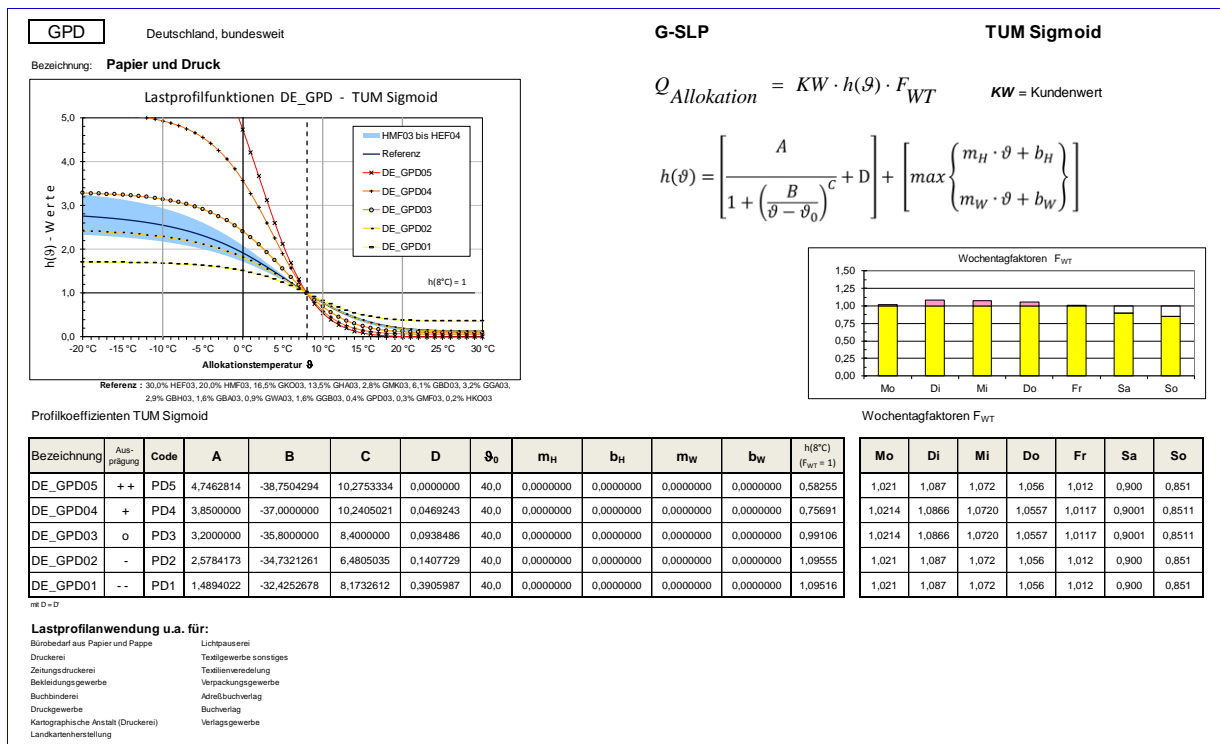 GPD
Deutschland, bundesweit
G-SLP
TUM Sigmoid
Bezeichnung: Papier und Druck
Q_Allokation = KW · h(ϑ) · F_WT
KW = Kundenwert
h(ϑ) = [ A / (1 + (B / (ϑ − ϑ₀))^C) + D ] + [ max { m_H · ϑ + b_H ; m_W · ϑ + b_W } ]
Lastprofilfunktionen DE_GPD - TUM Sigmoid
h(ϑ) - Werte
5,0
4,0
3,0
2,0
1,0
0,0
HMF03 bis HEF04
Referenz
DE_GPD05
DE_GPD04
DE_GPD03
DE_GPD02
DE_GPD01
h(8°C) = 1
-20 °C -15 °C -10 °C -5 °C 0 °C 5 °C 10 °C 15 °C 20 °C 25 °C 30 °C
Allokationstemperatur ϑ
Referenz : 30,0% HEF03, 20,0% HMF03, 16,5% GKO03, 13,5% GHA03, 2,8% GMK03, 6,1% GBD03, 3,2% GGA03,
2,9% GBH03, 1,6% GBA03, 0,9% GWA03, 1,6% GGB03, 0,4% GPD03, 0,3% GMF03, 0,2% HKO03
Wochentagfaktoren F_WT
1,50
1,25
1,00
0,75
0,50
0,25
0,00
Mo Di Mi Do Fr Sa So
Profilkoeffizienten TUM Sigmoid
Wochentagfaktoren F_WT
Bezeichnung Aus-prägung Code A B C D ϑ₀ m_H b_H m_W b_W h(8°C) (F_WT = 1) Mo Di Mi Do Fr Sa So
DE_GPD05 + + PD5 4,7462814 -38,7504294 10,2753334 0,0000000 40,0 0,0000000 0,0000000 0,0000000 0,0000000 0,58255 1,021 1,087 1,072 1,056 1,012 0,900 0,851
DE_GPD04 + PD4 3,8500000 -37,0000000 10,2405021 0,0469243 40,0 0,0000000 0,0000000 0,0000000 0,0000000 0,75691 1,0214 1,0866 1,0720 1,0557 1,0117 0,9001 0,8511
DE_GPD03 o PD3 3,2000000 -35,8000000 8,4000000 0,0938486 40,0 0,0000000 0,0000000 0,0000000 0,0000000 0,99106 1,0214 1,0866 1,0720 1,0557 1,0117 0,9001 0,8511
DE_GPD02 - PD2 2,5784173 -34,7321261 6,4805035 0,1407729 40,0 0,0000000 0,0000000 0,0000000 0,0000000 1,09555 1,021 1,087 1,072 1,056 1,012 0,900 0,851
DE_GPD01 - - PD1 1,4894022 -32,4252678 8,1732612 0,3905987 40,0 0,0000000 0,0000000 0,0000000 0,0000000 1,09516 1,021 1,087 1,072 1,056 1,012 0,900 0,851
mit D = D'
Lastprofilanwendung u.a. für:
Bürobedarf aus Papier und Pappe Lichtpauserei
Druckerei Textilgewerbe sonstiges
Zeitungsdruckerei Textilienveredelung
Bekleidungsgewerbe Verpackungsgewerbe
Buchbinderei Adreßbuchverlag
Druckgewerbe Buchverlag
Kartographische Anstalt (Druckerei) Verlagsgewerbe
Landkartenherstellung